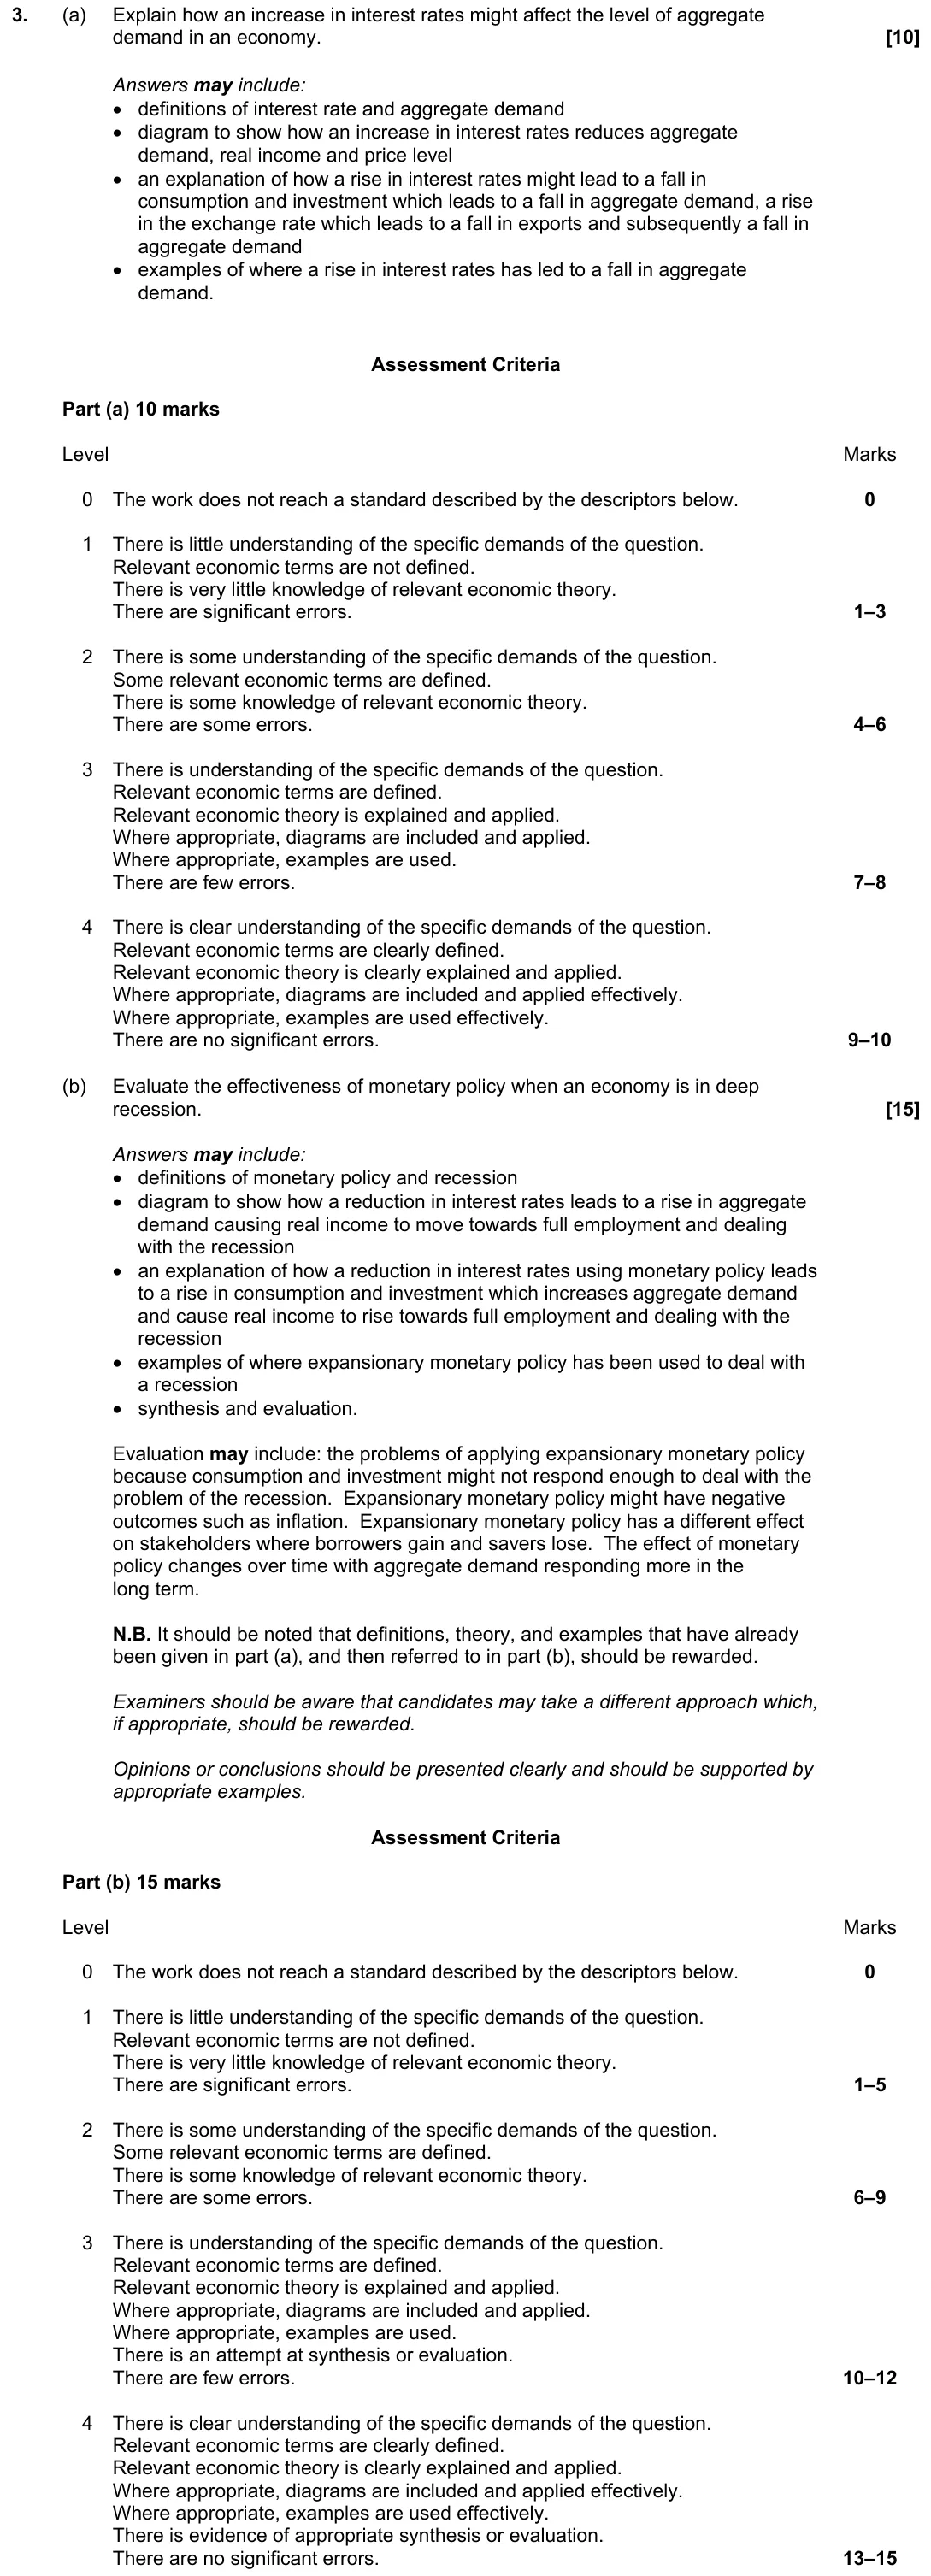 3. (a) Explain how an increase in interest rates might affect the level of aggregate
demand in an economy. [10]
Answers may include:
• definitions of interest rate and aggregate demand
• diagram to show how an increase in interest rates reduces aggregate
demand, real income and price level
• an explanation of how a rise in interest rates might lead to a fall in
consumption and investment which leads to a fall in aggregate demand, a rise
in the exchange rate which leads to a fall in exports and subsequently a fall in
aggregate demand
• examples of where a rise in interest rates has led to a fall in aggregate
demand.
Assessment Criteria
Part (a) 10 marks
Level Marks
0 The work does not reach a standard described by the descriptors below. 0
1 There is little understanding of the specific demands of the question.
Relevant economic terms are not defined.
There is very little knowledge of relevant economic theory.
There are significant errors. 1–3
2 There is some understanding of the specific demands of the question.
Some relevant economic terms are defined.
There is some knowledge of relevant economic theory.
There are some errors. 4–6
3 There is understanding of the specific demands of the question.
Relevant economic terms are defined.
Relevant economic theory is explained and applied.
Where appropriate, diagrams are included and applied.
Where appropriate, examples are used.
There are few errors. 7–8
4 There is clear understanding of the specific demands of the question.
Relevant economic terms are clearly defined.
Relevant economic theory is clearly explained and applied.
Where appropriate, diagrams are included and applied effectively.
Where appropriate, examples are used effectively.
There are no significant errors. 9–10
(b) Evaluate the effectiveness of monetary policy when an economy is in deep
recession. [15]
Answers may include:
• definitions of monetary policy and recession
• diagram to show how a reduction in interest rates leads to a rise in aggregate
demand causing real income to move towards full employment and dealing
with the recession
• an explanation of how a reduction in interest rates using monetary policy leads
to a rise in consumption and investment which increases aggregate demand
and cause real income to rise towards full employment and dealing with the
recession
• examples of where expansionary monetary policy has been used to deal with
a recession
• synthesis and evaluation.
Evaluation may include: the problems of applying expansionary monetary policy
because consumption and investment might not respond enough to deal with the
problem of the recession. Expansionary monetary policy might have negative
outcomes such as inflation. Expansionary monetary policy has a different effect
on stakeholders where borrowers gain and savers lose. The effect of monetary
policy changes over time with aggregate demand responding more in the
long term.
N.B. It should be noted that definitions, theory, and examples that have already
been given in part (a), and then referred to in part (b), should be rewarded.
Examiners should be aware that candidates may take a different approach which,
if appropriate, should be rewarded.
Opinions or conclusions should be presented clearly and should be supported by
appropriate examples.
Assessment Criteria
Part (b) 15 marks
Level Marks
0 The work does not reach a standard described by the descriptors below. 0
1 There is little understanding of the specific demands of the question.
Relevant economic terms are not defined.
There is very little knowledge of relevant economic theory.
There are significant errors. 1–5
2 There is some understanding of the specific demands of the question.
Some relevant economic terms are defined.
There is some knowledge of relevant economic theory.
There are some errors. 6–9
3 There is understanding of the specific demands of the question.
Relevant economic terms are defined.
Relevant economic theory is explained and applied.
Where appropriate, diagrams are included and applied.
Where appropriate, examples are used.
There is an attempt at synthesis or evaluation.
There are few errors. 10–12
4 There is clear understanding of the specific demands of the question.
Relevant economic terms are clearly defined.
Relevant economic theory is clearly explained and applied.
Where appropriate, diagrams are included and applied effectively.
Where appropriate, examples are used effectively.
There is evidence of appropriate synthesis or evaluation.
There are no significant errors. 13–15